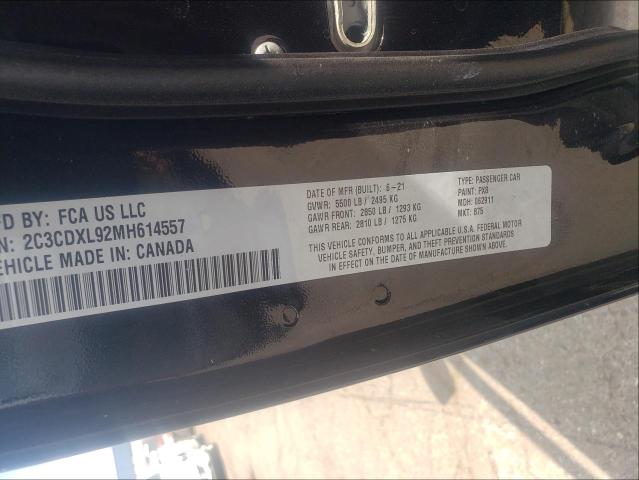 MFD BY: FCA US LLC
N: 2C3CDXL92MH614557
VEHICLE MADE IN: CANADA
DATE OF MFR (BUILT): 6-21
GVWR: 5500 LB / 2495 KG
GAWR FRONT: 2850 LB / 1293 KG
GAWR REAR: 2810 LB / 1275 KG
TYPE: PASSENGER CAR
PAINT: PX8
MDH: 062911
MKT: B75
THIS VEHICLE CONFORMS TO ALL APPLICABLE U.S.A. FEDERAL MOTOR
VEHICLE SAFETY, BUMPER, AND THEFT PREVENTION STANDARDS
IN EFFECT ON THE DATE OF MANUFACTURE SHOWN ABOVE.